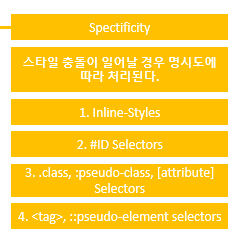 Spectificity
스타일 충돌이 일어날 경우 명시도에
따라 처리된다.
1. Inline-Styles
2. #ID Selectors
3. .class, :pseudo-class, [attribute]
Selectors
4. <tag>, ::pseudo-element selectors